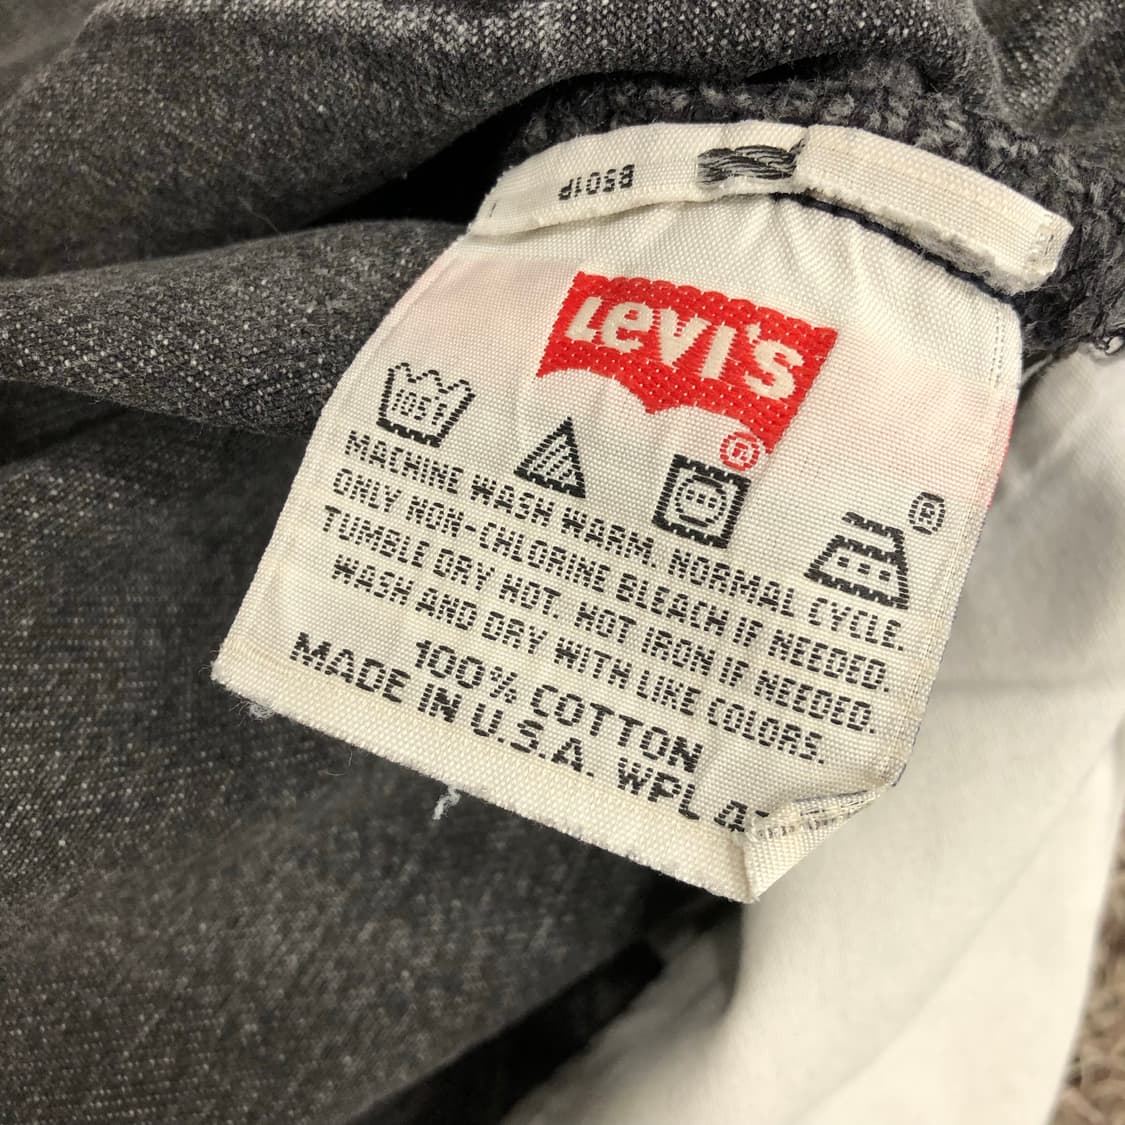 B501P
Levi's
®
105F
®
MACHINE WASH WARM. NORMAL CYCLE.
ONLY NON-CHLORINE BLEACH IF NEEDED.
TUMBLE DRY HOT. HOT IRON IF NEEDED.
WASH AND DRY WITH LIKE COLORS.
100% COTTON
MADE IN U.S.A. WPL